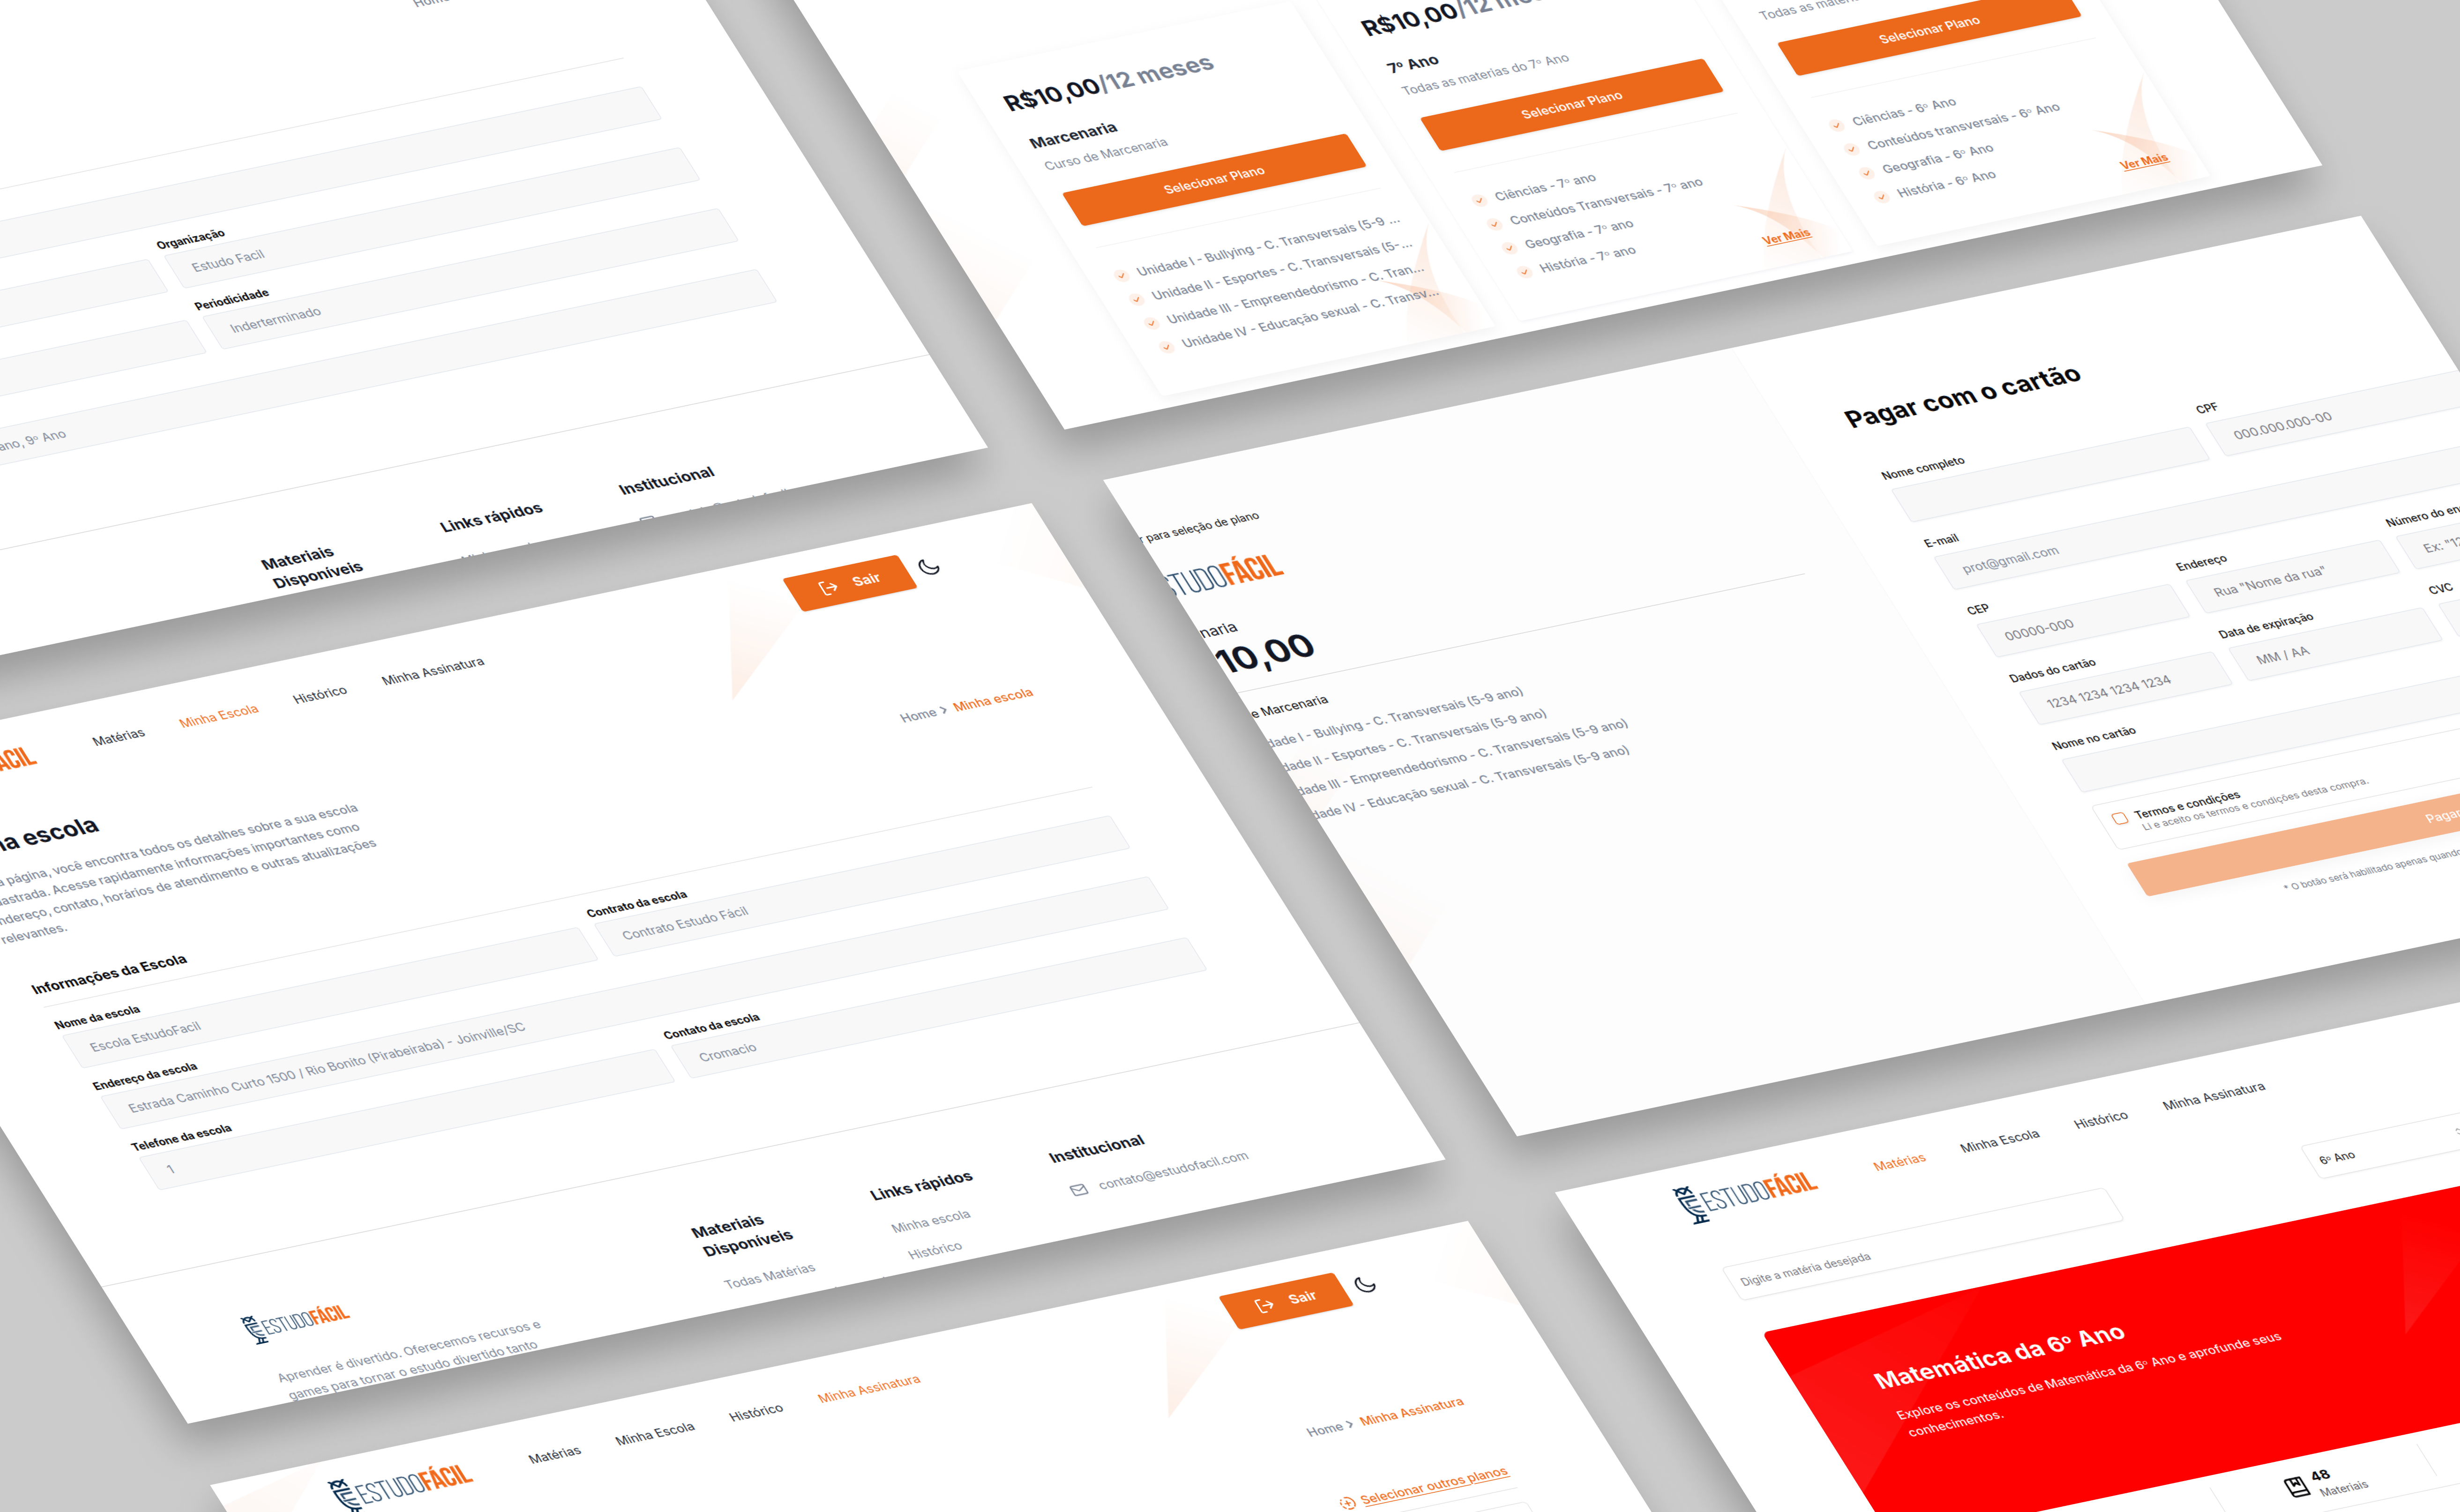 Organização
Estudo Facil
Periodicidade
Inderterminado
ano, 9º Ano
Materiais
Disponíveis
Links rápidos
Institucional
R$10,00/12 meses
Marcenaria
Curso de Marcenaria
Selecionar Plano
Unidade I - Bullying - C. Transversais (5-9 ...
Unidade II - Esportes - C. Transversais (5-...
Unidade III - Empreendedorismo - C. Tran...
Unidade IV - Educação sexual - C. Transv...
R$10,00/12
7º Ano
Todas as materias do 7º Ano
Selecionar Plano
Ciências - 7º ano
Conteúdos Transversais - 7º ano
Geografia - 7º ano
História - 7º ano
Ver Mais
Todas as
Selecionar Plano
Ciências - 6º Ano
Conteúdos transversais - 6º Ano
Geografia - 6º Ano
História - 6º Ano
Ver Mais
FÁCIL
Matérias
Minha Escola
Histórico
Minha Assinatura
Sair
Home > Minha escola
escola
página, você encontra todos os detalhes sobre a sua escola
Acesse rapidamente informações importantes como
contato, horários de atendimento e outras atualizações
relevantes.
Informações da Escola
Nome da escola
Escola EstudoFacil
Contrato da escola
Contrato Estudo Fácil
Endereço da escola
Estrada Caminho Curto 1500 / Rio Bonito (Pirabeiraba) - Joinville/SC
Telefone da escola
1
Contato da escola
Cromacio
ESTUDOFÁCIL
Aprender é divertido. Oferecemos recursos e
games para tornar o estudo divertido tanto
Materiais
Disponíveis
Todas Matérias
Links rápidos
Minha escola
Histórico
Institucional
contato@estudofacil.com
para seleção de plano
ESTUDOFÁCIL
10,00
Marcenaria
I - Bullying - C. Transversais (5-9 ano)
II - Esportes - C. Transversais (5-9 ano)
III - Empreendedorismo - C. Transversais (5-9 ano)
IV - Educação sexual - C. Transversais (5-9 ano)
Pagar com o cartão
Nome completo
CPF
000.000.000-00
E-mail
prot@gmail.com
CEP
00000-000
Endereço
Rua "Nome da rua"
Número do
Ex:
Dados do cartão
1234 1234 1234 1234
Data de expiração
MM / AA
CVC
Nome no cartão
Termos e condições
Li e aceito os termos e condições desta compra.
Pagar
* O botão será habilitado apenas quando
ESTUDOFÁCIL
Matérias
Minha Escola
Histórico
Minha Assinatura
Sair
Home > Minha Assinatura
Selecionar outros planos
ESTUDOFÁCIL
Matérias
Minha Escola
Histórico
Minha Assinatura
Digite a matéria desejada
6º Ano
Matemática da 6º Ano
Explore os conteúdos de Matemática da 6º Ano e aprofunde seus
conhecimentos.
48
Materiais